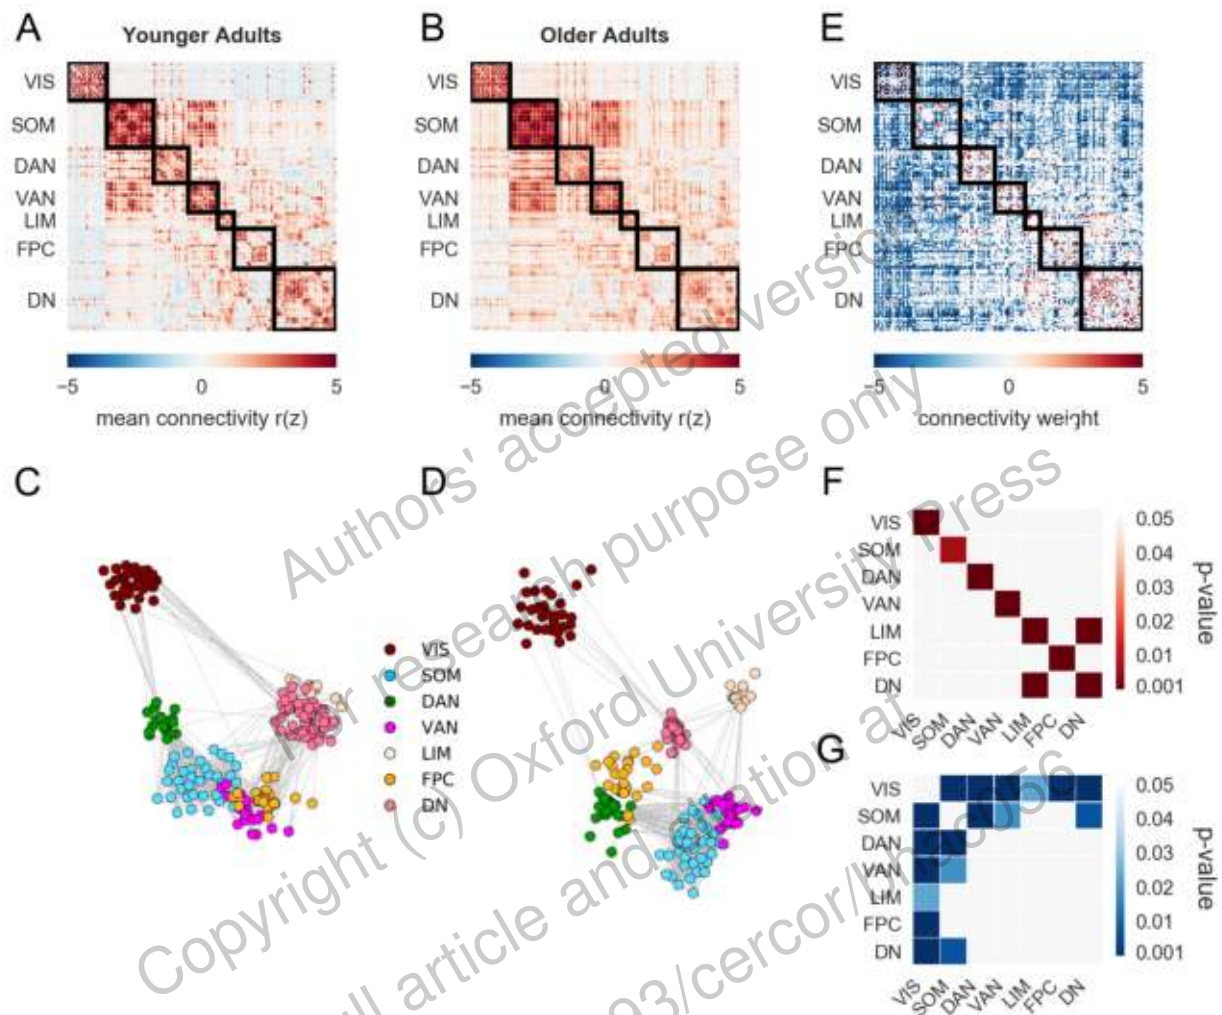 A
Younger Adults
VIS
SOM
DAN
VAN
LIM
FPC
DN
−5
0
5
mean connectivity r(z)
B
Older Adults
VIS
SOM
DAN
VAN
LIM
FPC
DN
−5
0
5
mean connectivity r(z)
E
VIS
SOM
DAN
VAN
LIM
FPC
DN
−5
0
5
connectivity weight
C
D
VIS
SOM
DAN
VAN
LIM
FPC
DN
F
VIS
SOM
DAN
VAN
LIM
FPC
DN
VIS
SOM
DAN
VAN
LIM
FPC
DN
0.05
0.04
0.03
0.02
0.01
0.001
p-value
G
VIS
SOM
DAN
VAN
LIM
FPC
DN
VIS
SOM
DAN
VAN
LIM
FPC
DN
0.05
0.04
0.03
0.02
0.01
0.001
p-value
Authors' accepted version
For research purpose only
Copyright (c) Oxford University Press
article and at